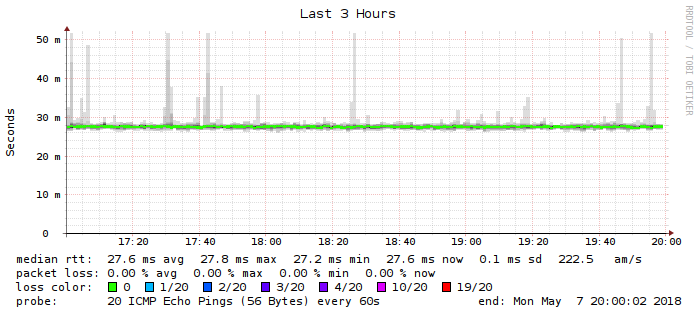 Last 3 Hours
RRDTOOL / TOBI OETIKER
Seconds
50 m
40 m
30 m
20 m
10 m
0
17:20 17:40 18:00 18:20 18:40 19:00 19:20 19:40 20:00
median rtt: 27.6 ms avg 27.8 ms max 27.2 ms min 27.6 ms now 0.1 ms sd 222.5 am/s
packet loss: 0.00 % avg 0.00 % max 0.00 % min 0.00 % now
loss color: 0 1/20 2/20 3/20 4/20 10/20 19/20
probe: 20 ICMP Echo Pings (56 Bytes) every 60s end: Mon May 7 20:00:02 2018